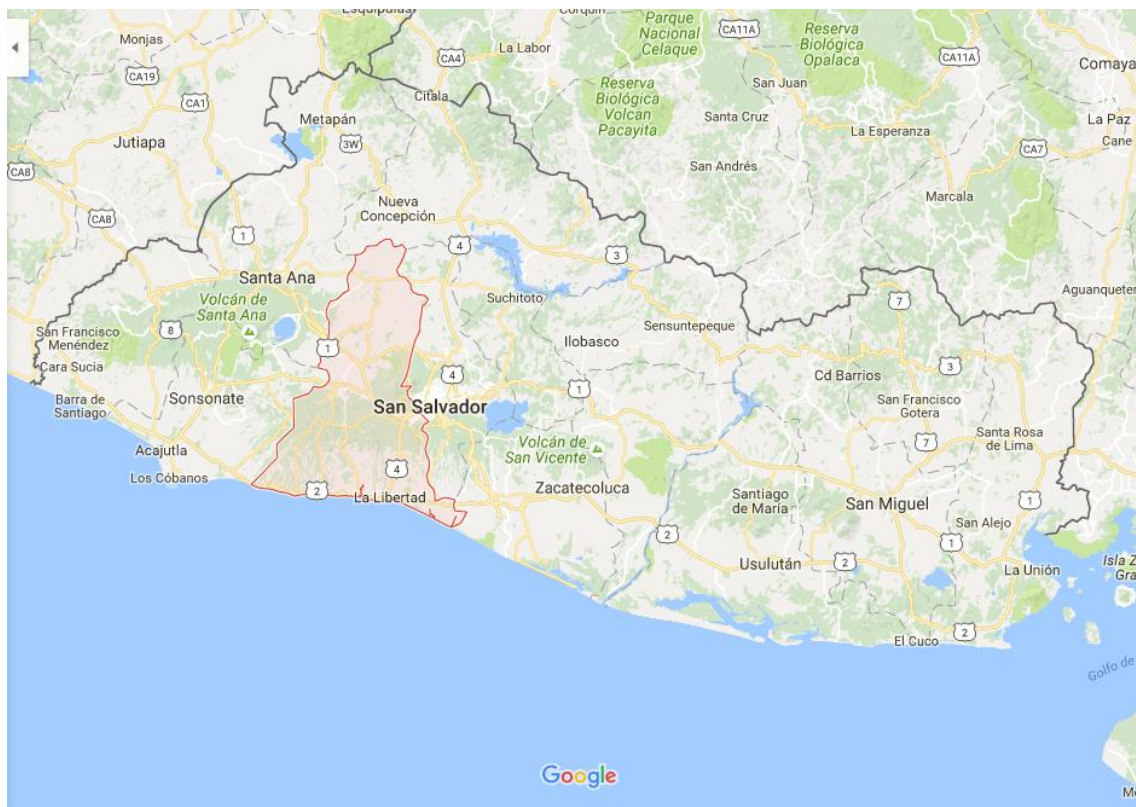 Esquipulas
Corquín
Monjas
La Labor
Parque
Nacional
Celaque
CA11A
Reserva
Biológica
Opalaca
CA11A
Comaya
CA4
CA19
CA1
Citala
San Juan
Reserva
Biológica
Volcan
Pacayita
Metapán
Santa Cruz
La Esperanza
La Paz
Cane
Jutiapa
3W
CA7
CA8
San Andrés
Marcala
Nueva
Concepción
CA8
1
4
3
Santa Ana
Suchitoto
Aguanqueter
Volcán de
Santa Ana
7
San Francisco
Menéndez
8
Sensuntepeque
Ilobasco
1
Cara Sucia
4
1
3
Cd Barrios
Barra de
Santiago
Sonsonate
San Salvador
San Francisco
Gotera
Acajutla
Volcán de
San Vicente
7
Santa Rosa
de Lima
Los Cóbanos
4
2
La Libertad
Zacatecoluca
Santiago
de María
San Miguel
1
San Alejo
2
1
Usulután
2
La Unión
Isla Z
Gra
El Cuco
2
Golfo de
Google